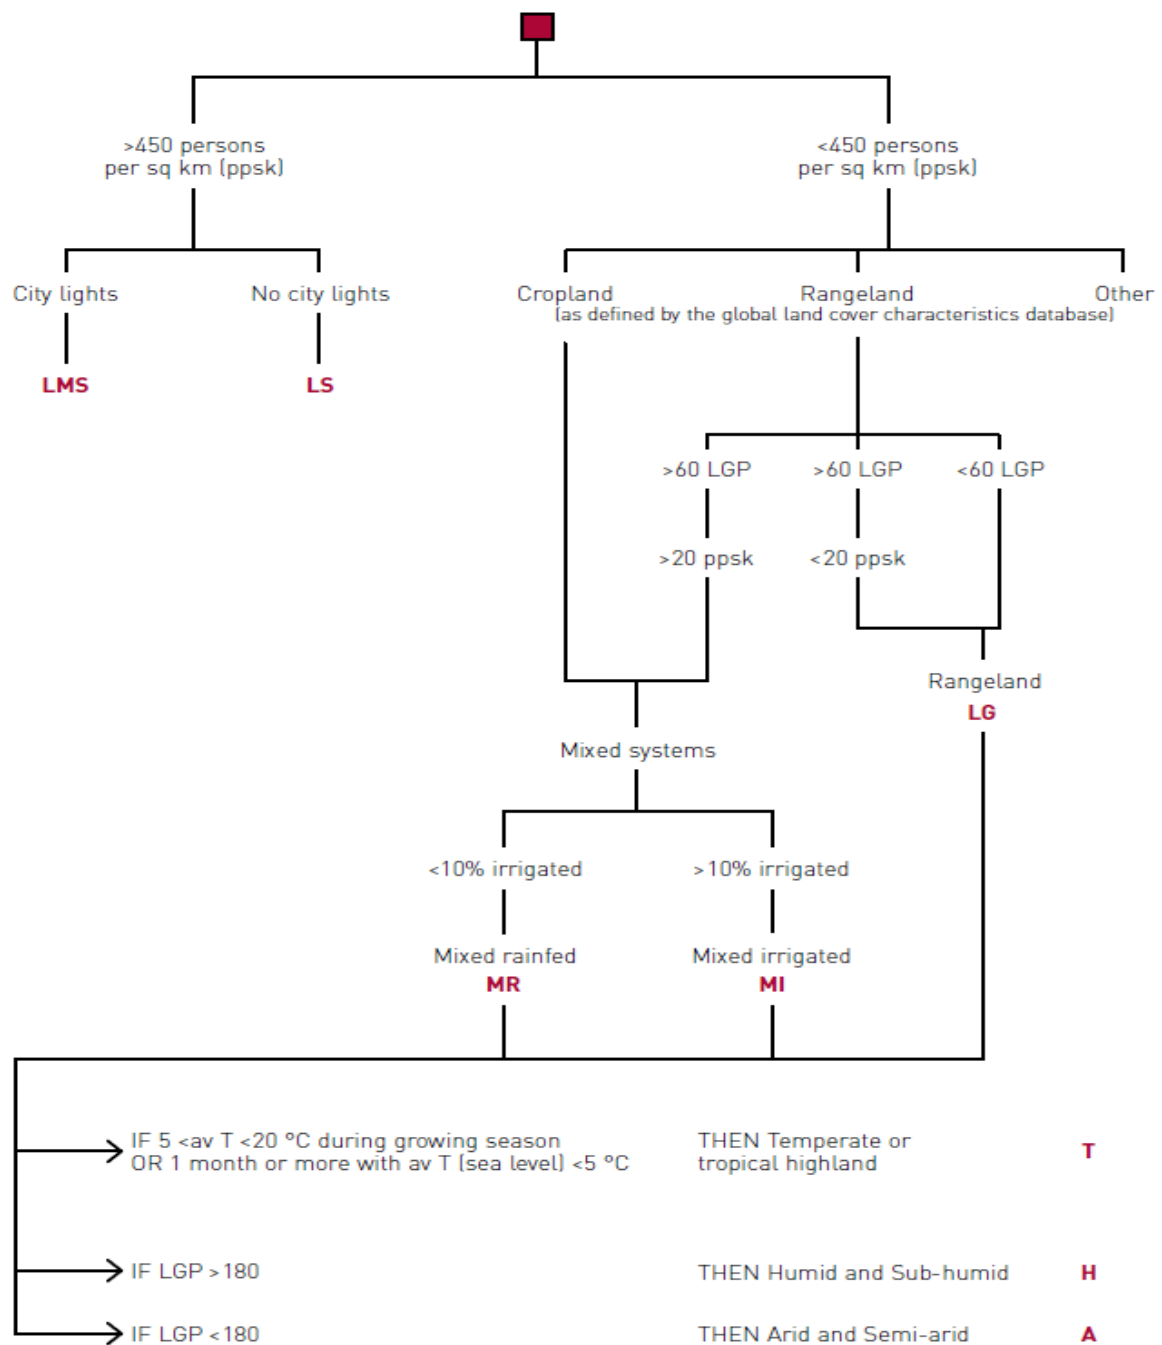 >450 persons
per sq km (ppsk)
<450 persons
per sq km (ppsk)
City lights
No city lights
Cropland
Rangeland
Other
(as defined by the global land cover characteristics database)
LMS
LS
>60 LGP
>60 LGP
<60 LGP
>20 ppsk
<20 ppsk
Rangeland
LG
Mixed systems
<10% irrigated
>10% irrigated
Mixed rainfed
MR
Mixed irrigated
MI
IF 5 <av T <20 °C during growing season
OR 1 month or more with av T (sea level) <5 °C
THEN Temperate or
tropical highland
T
IF LGP >180
THEN Humid and Sub-humid
H
IF LGP <180
THEN Arid and Semi-arid
A